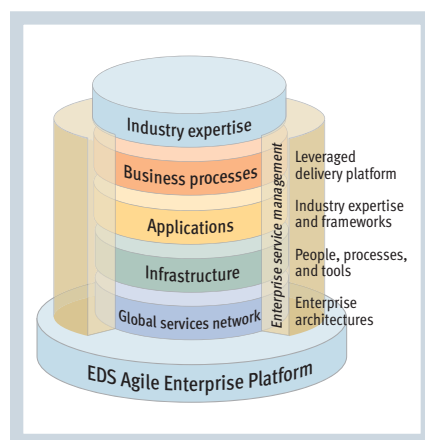 Industry expertise
Business processes
Applications
Infrastructure
Global services network
Enterprise service management
Leveraged
delivery platform
Industry expertise
and frameworks
People, processes,
and tools
Enterprise
architectures
EDS Agile Enterprise Platform